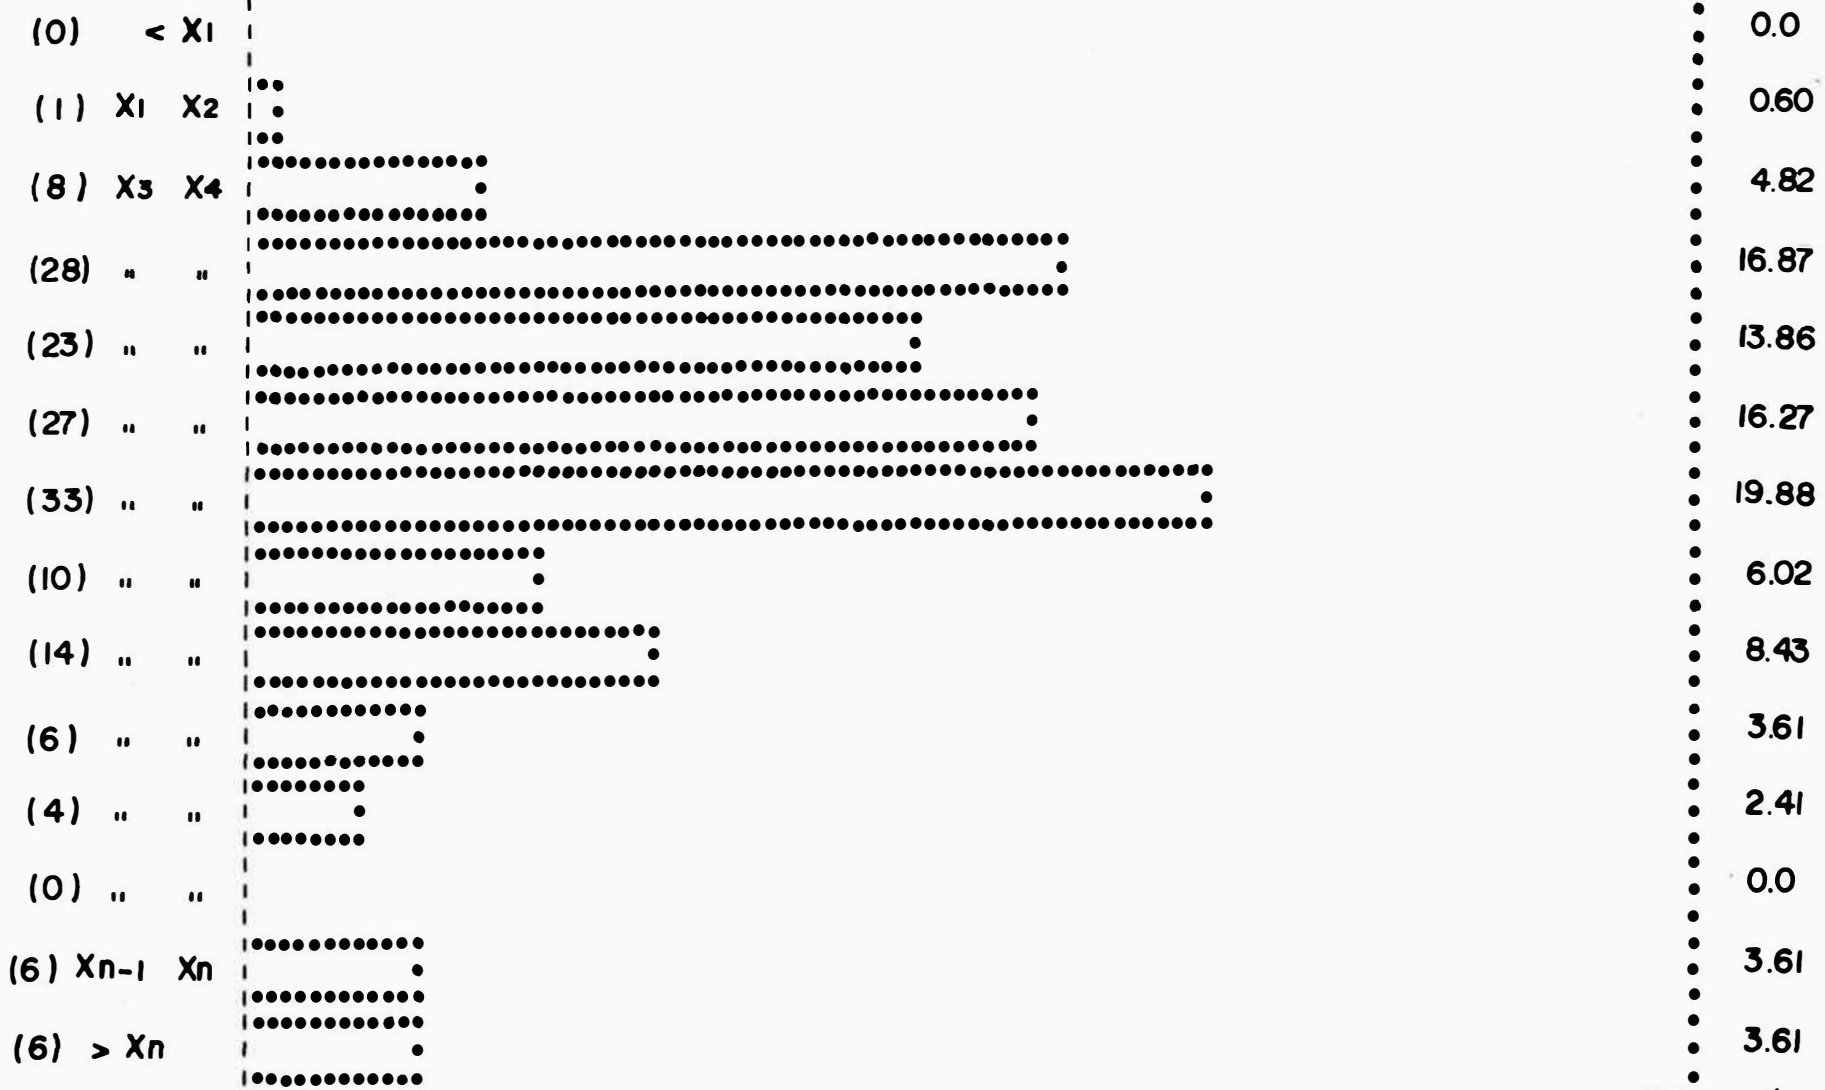 (0) < X1 0.0
(1) X1 X2 0.60
(8) X3 X4 4.82
(28) " " 16.87
(23) " " 13.86
(27) " " 16.27
(33) " " 19.88
(10) " " 6.02
(14) " " 8.43
(6) " " 3.61
(4) " " 2.41
(0) " " 0.0
(6) Xn-1 Xn 3.61
(6) > Xn 3.61